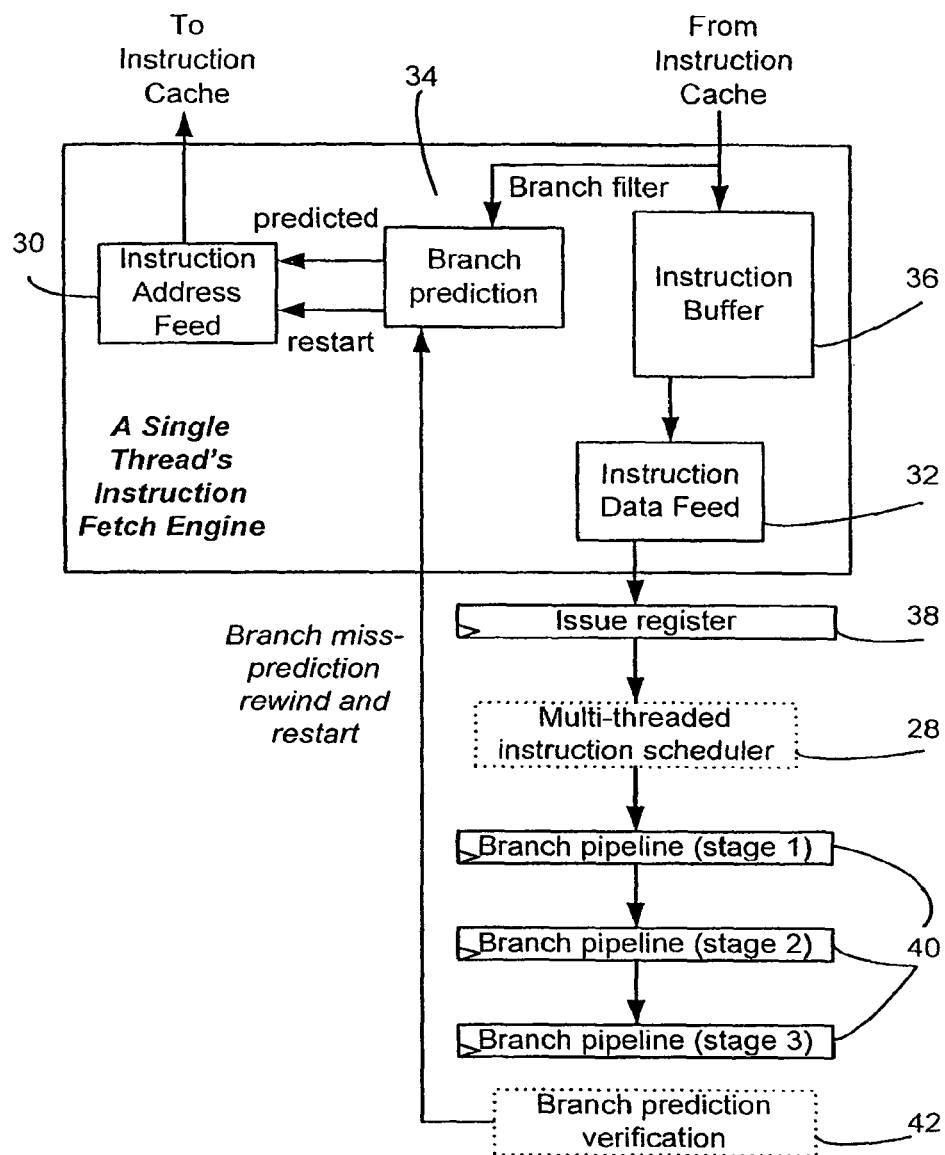 To
Instruction
Cache
From
Instruction
Cache
34
Branch filter
predicted
30
Instruction
Address
Feed
Branch
prediction
restart
Instruction
Buffer
36
A Single
Thread's
Instruction
Fetch Engine
Instruction
Data Feed
32
Issue register
38
Branch miss-
prediction
rewind and
restart
Multi-threaded
instruction scheduler
28
Branch pipeline (stage 1)
Branch pipeline (stage 2)
40
Branch pipeline (stage 3)
Branch prediction
verification
42